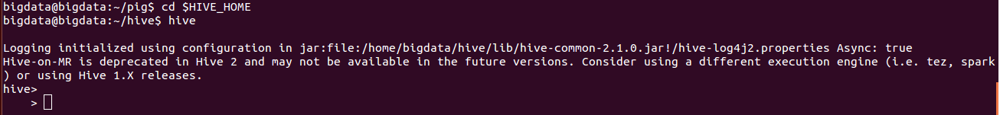 bigdata@bigdata:~/pig$ cd $HIVE_HOME
bigdata@bigdata:~/hive$ hive
Logging initialized using configuration in jar:file:/home/bigdata/hive/lib/hive-common-2.1.0.jar!/hive-log4j2.properties Async: true
Hive-on-MR is deprecated in Hive 2 and may not be available in the future versions. Consider using a different execution engine (i.e. tez, spark
) or using Hive 1.X releases.
hive>
    >